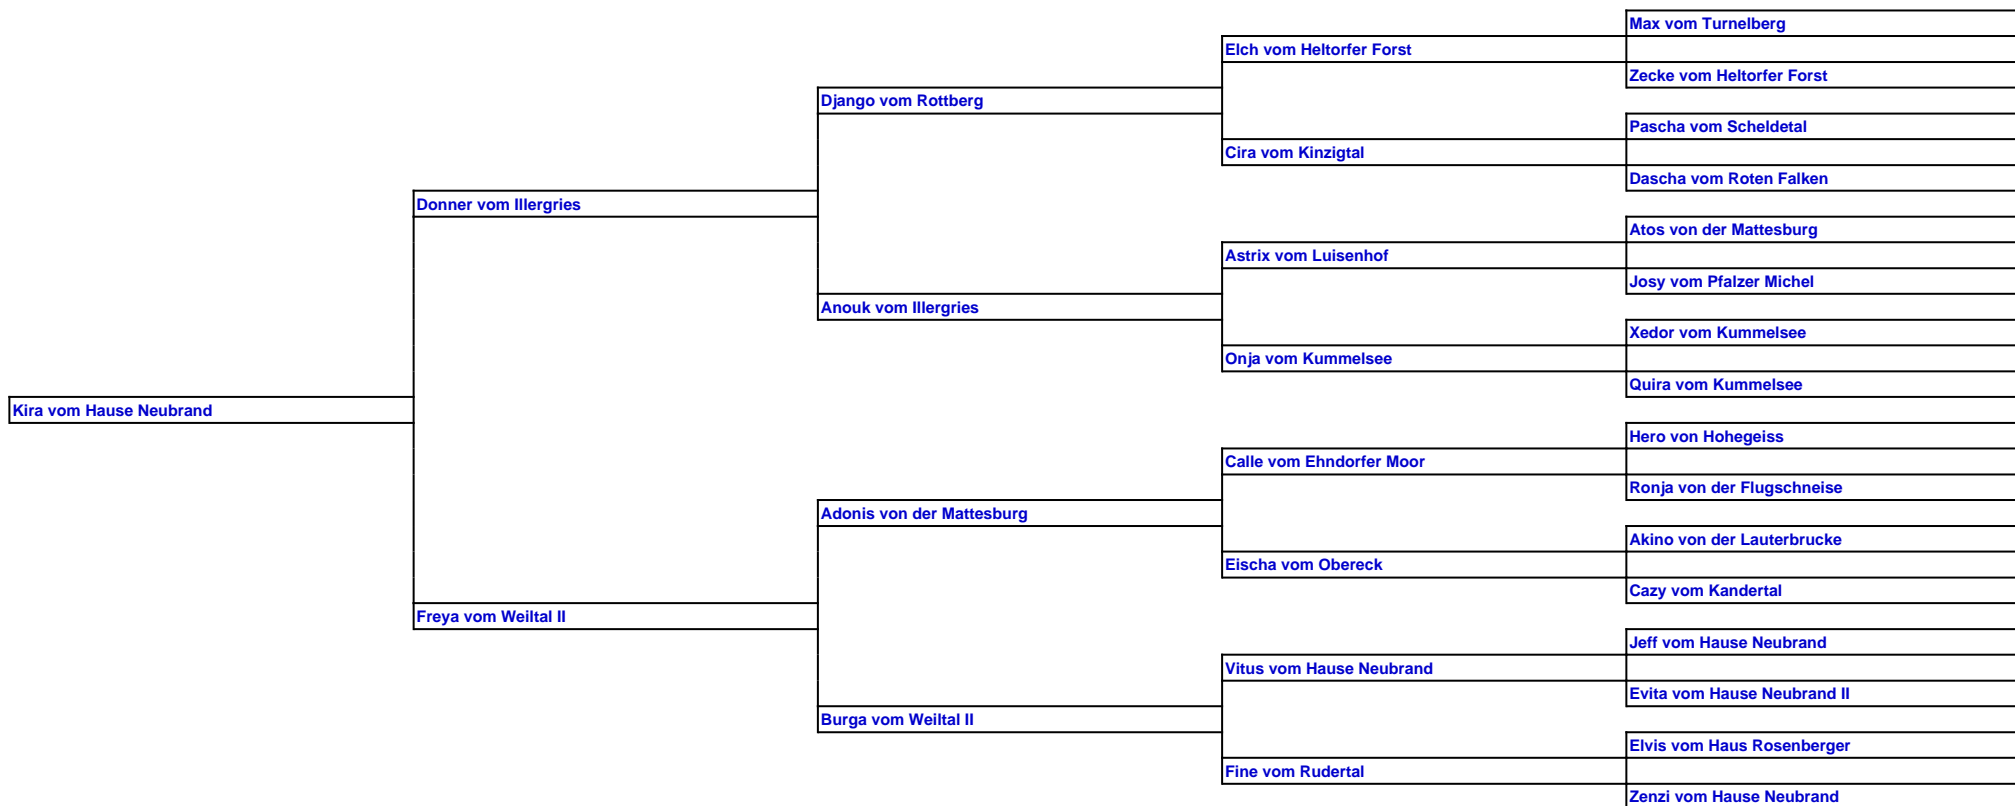 Max vom Turnelberg
Elch vom Heltorfer Forst
Zecke vom Heltorfer Forst
Django vom Rottberg
Pascha vom Scheldetal
Cira vom Kinzigtal
Dascha vom Roten Falken
Donner vom Illergries
Atos von der Mattesburg
Astrix vom Luisenhof
Josy vom Pfalzer Michel
Anouk vom Illergries
Xedor vom Kummelsee
Onja vom Kummelsee
Quira vom Kummelsee
Kira vom Hause Neubrand
Hero von Hohegeiss
Calle vom Ehndorfer Moor
Ronja von der Flugschneise
Adonis von der Mattesburg
Akino von der Lauterbrucke
Eischa vom Obereck
Cazy vom Kandertal
Freya vom Weiltal II
Jeff vom Hause Neubrand
Vitus vom Hause Neubrand
Evita vom Hause Neubrand II
Burga vom Weiltal II
Elvis vom Haus Rosenberger
Fine vom Rudertal
Zenzi vom Hause Neubrand